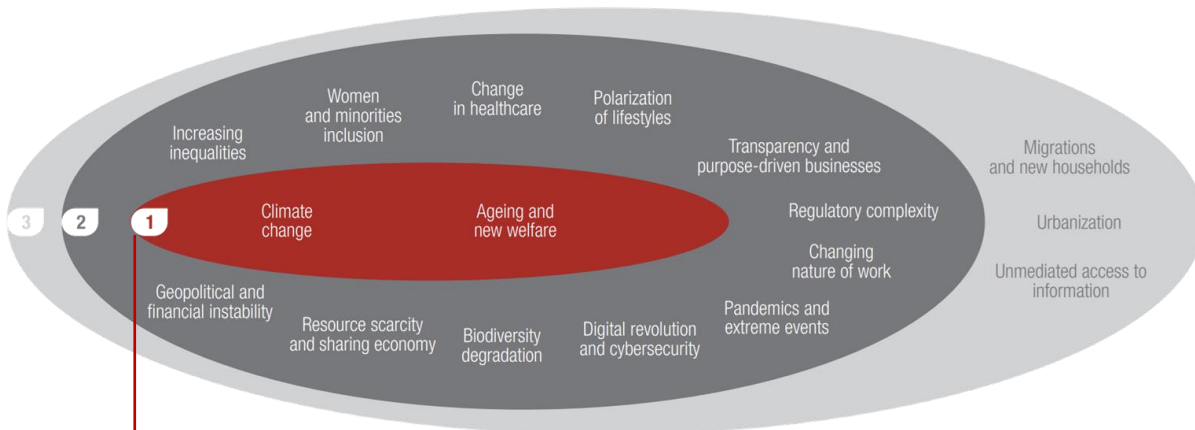 Women
and minorities
inclusion
Change
in healthcare
Polarization
of lifestyles
Increasing
inequalities
Transparency and
purpose-driven businesses
Migrations
and new households
3
2
1
Climate
change
Ageing and
new welfare
Regulatory complexity
Urbanization
Changing
nature of work
Unmediated access to
information
Geopolitical and
financial instability
Resource scarcity
and sharing economy
Biodiversity
degradation
Digital revolution
and cybersecurity
Pandemics and
extreme events